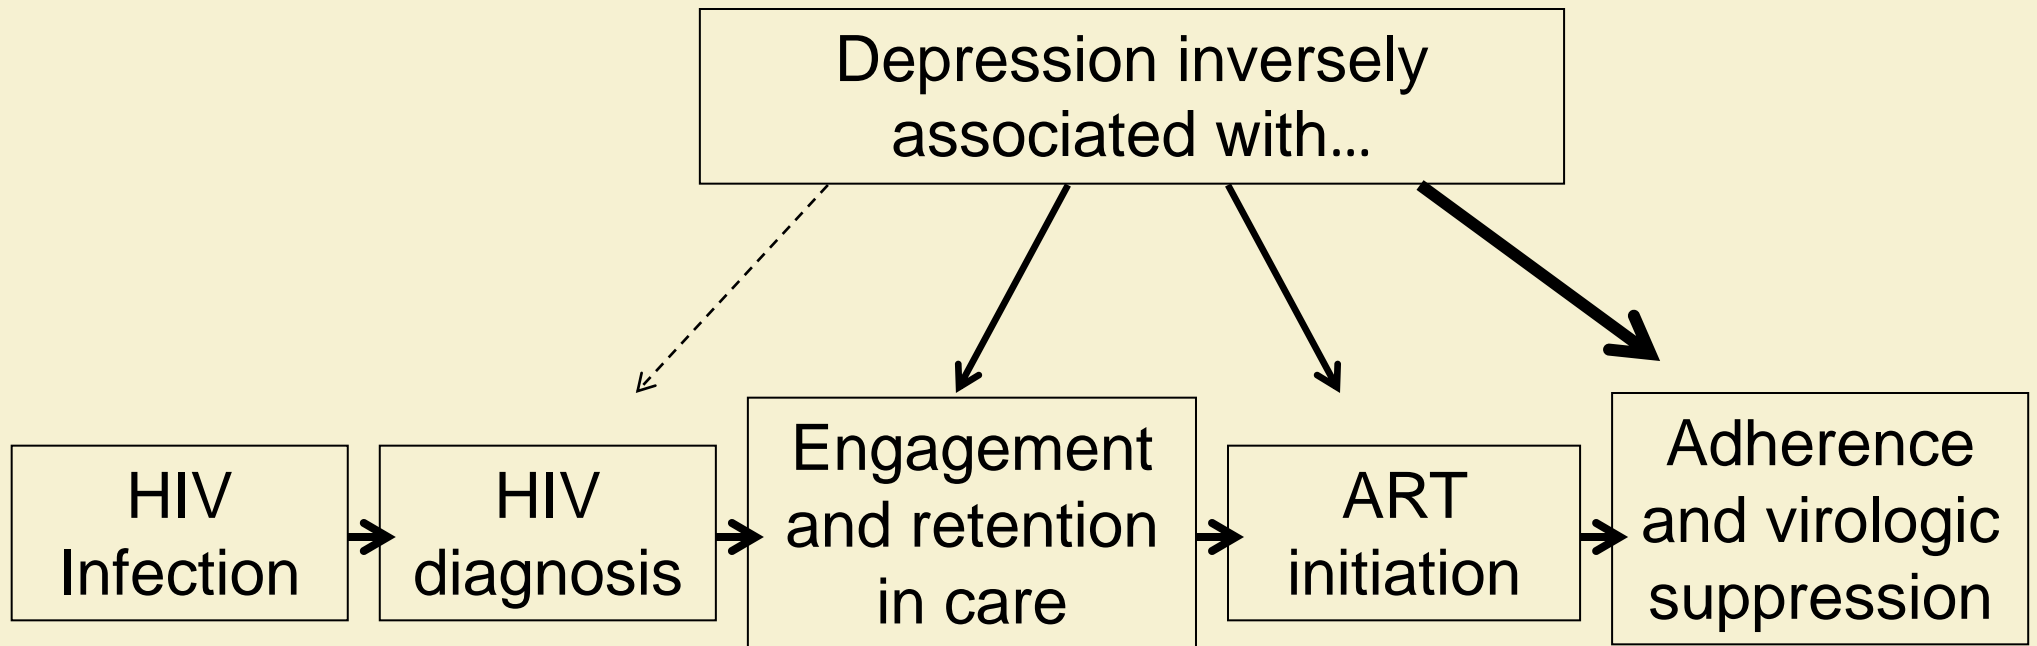 Depression inversely
associated with...
HIV
Infection
HIV
diagnosis
Engagement
and retention
in care
ART
initiation
Adherence
and virologic
suppression